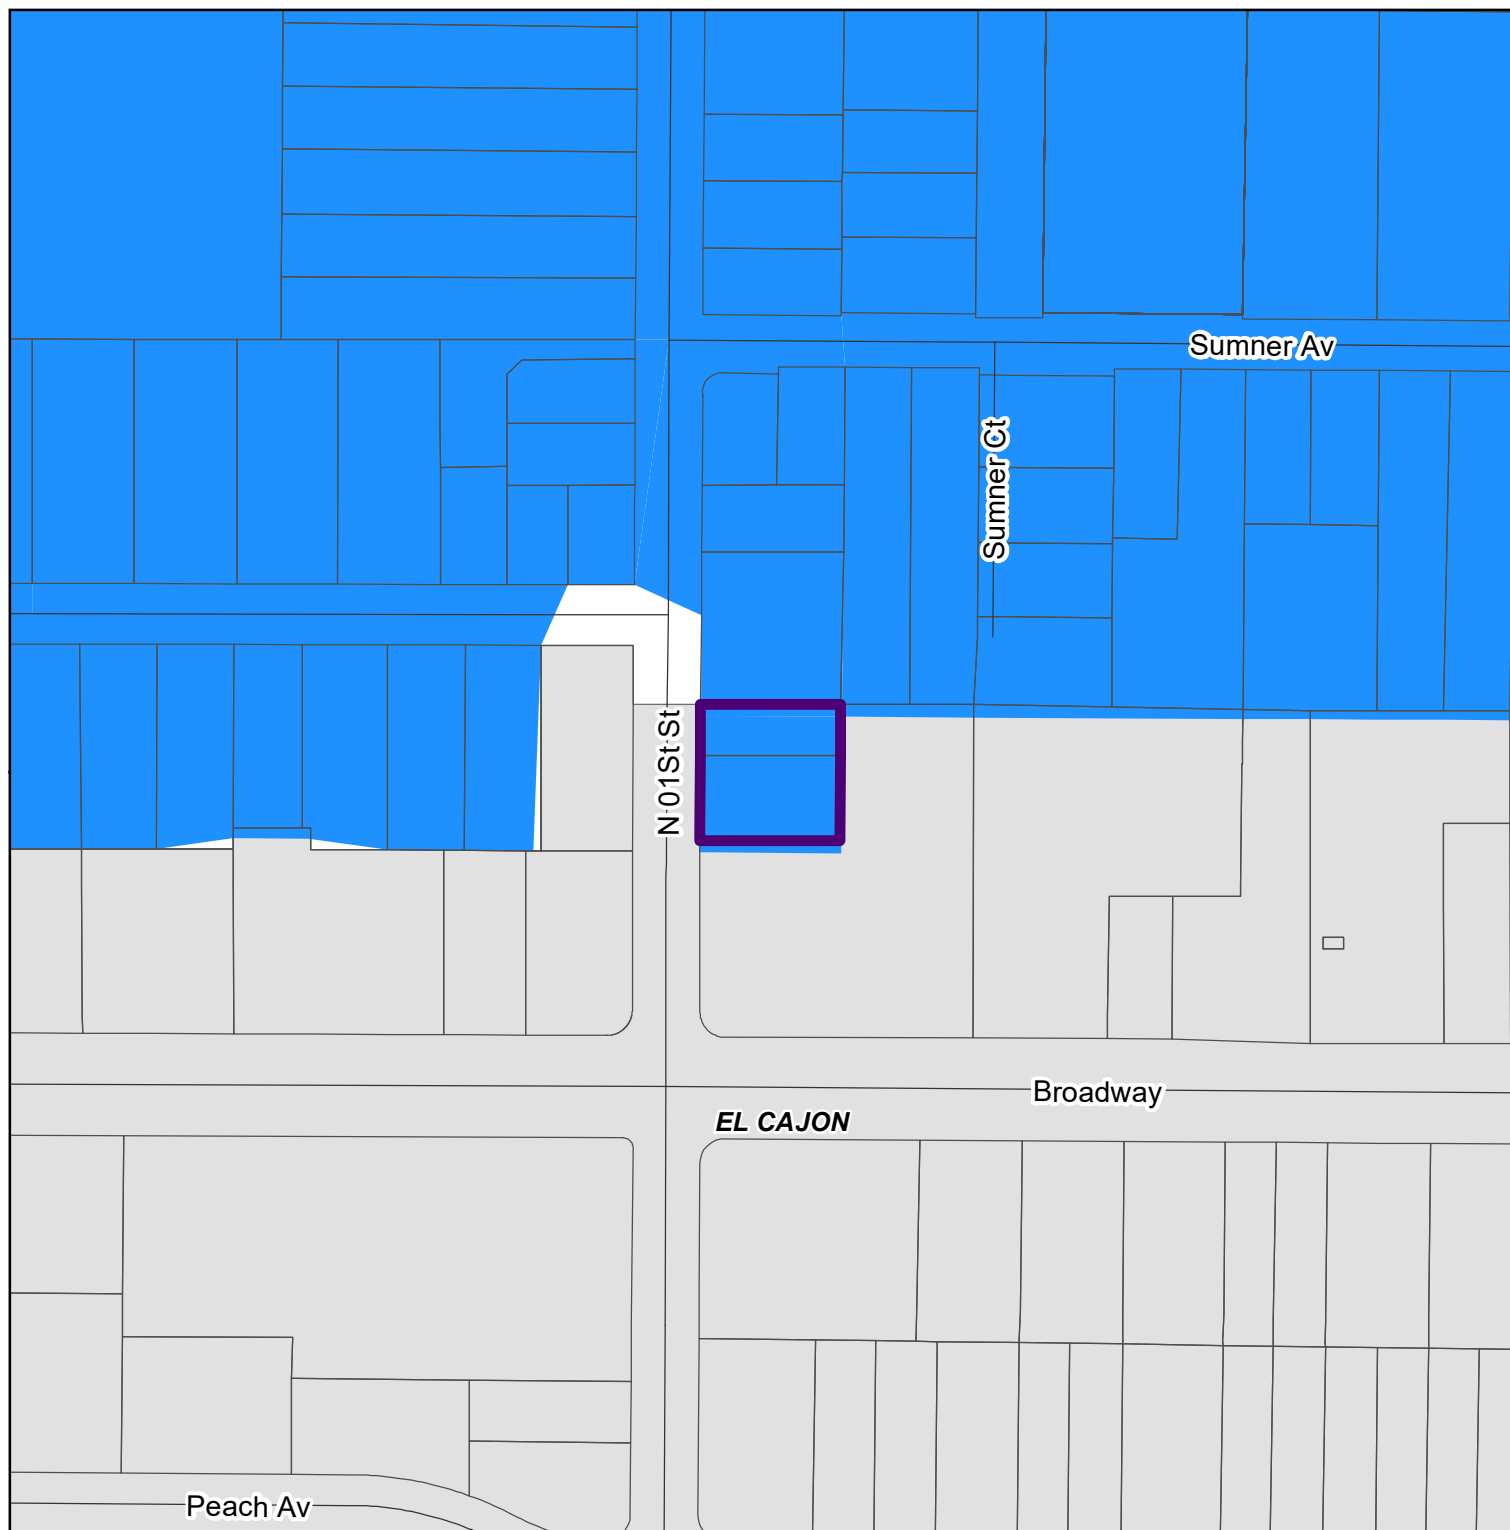 Sumner Av
Sumner Ct
N 01St St
Broadway
EL CAJON
Peach Av